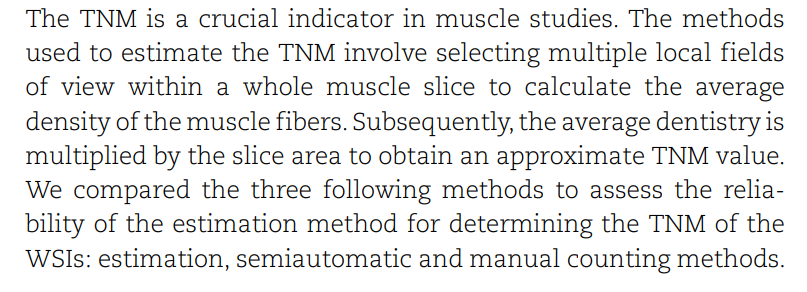 The TNM is a crucial indicator in muscle studies. The methods
used to estimate the TNM involve selecting multiple local fields
of view within a whole muscle slice to calculate the average
density of the muscle fibers. Subsequently, the average dentistry is
multiplied by the slice area to obtain an approximate TNM value.
We compared the three following methods to assess the relia-
bility of the estimation method for determining the TNM of the
WSIs: estimation, semiautomatic and manual counting methods.